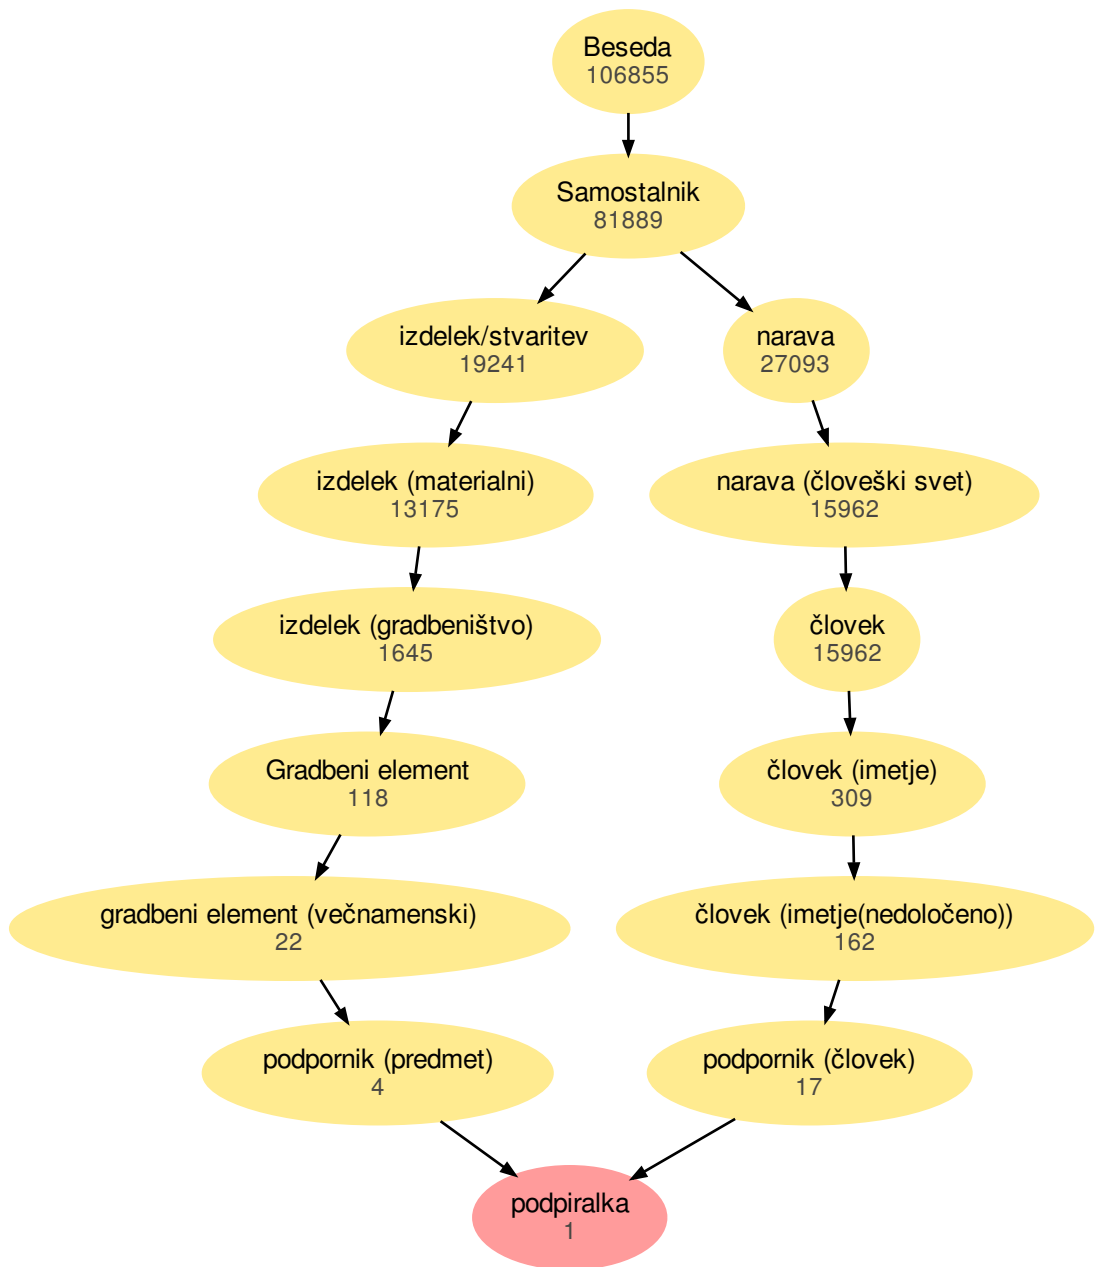 Beseda
106855
Samostalnik
81889
izdelek/stvaritev
19241
narava
27093
izdelek (materialni)
13175
narava (človeški svet)
15962
izdelek (gradbeništvo)
1645
človek
15962
Gradbeni element
118
človek (imetje)
309
gradbeni element (večnamenski)
22
človek (imetje(nedoločeno))
162
podpornik (predmet)
4
podpornik (človek)
17
podpiralka
1